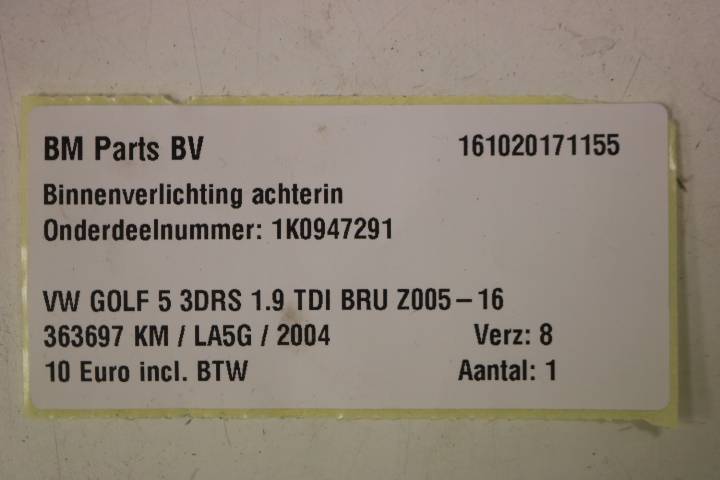 BM Parts BV 161020171155
Binnenverlichting achterin
Onderdeelnummer: 1K0947291
VW GOLF 5 3DRS 1.9 TDI BRU Z005-16
363697 KM / LA5G / 2004 Verz: 8
10 Euro incl. BTW Aantal: 1